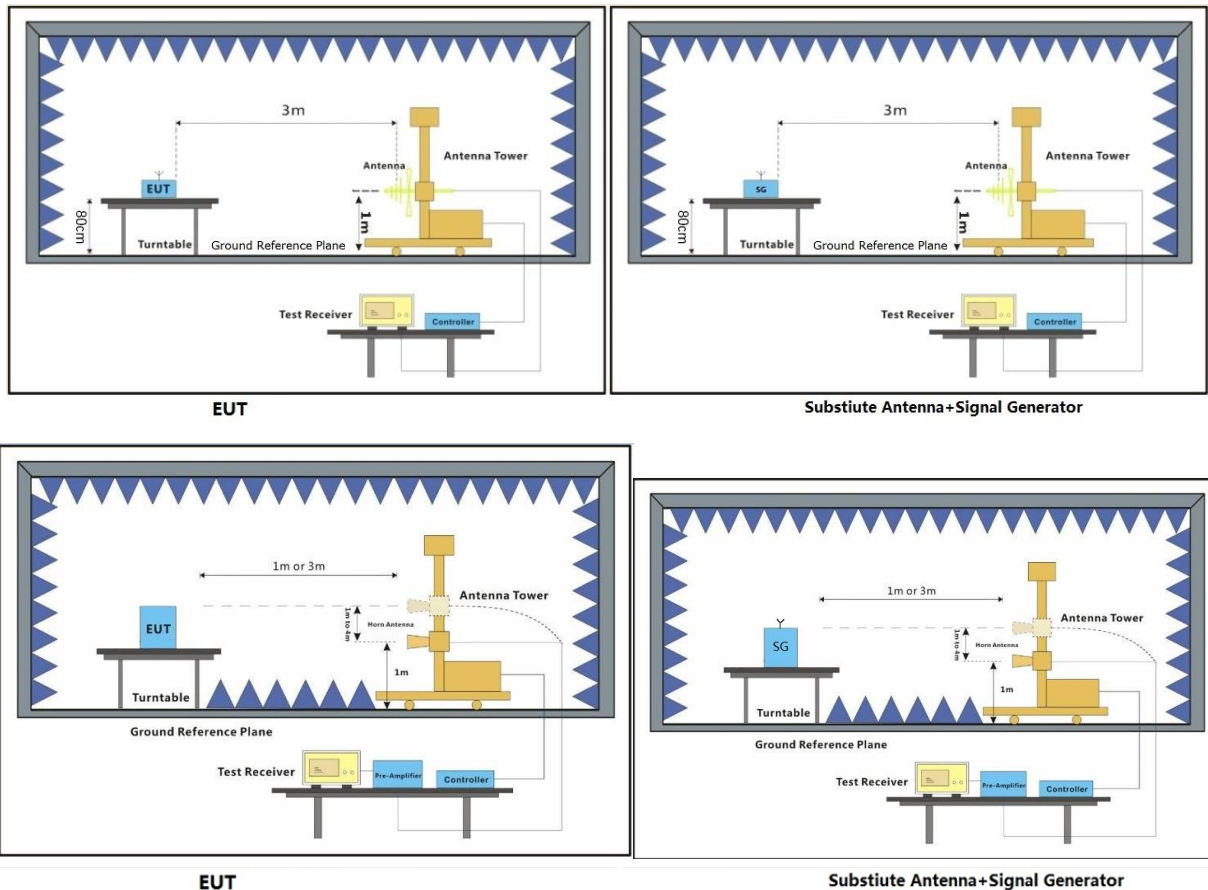 3m
Antenna
Antenna Tower
EUT
80cm
1m
Turntable
Ground Reference Plane
Test Receiver
Controller
EUT
3m
Antenna
Antenna Tower
SG
80cm
1m
Turntable
Ground Reference Plane
Test Receiver
Controller
Substiute Antenna+Signal Generator
1m or 3m
Antenna Tower
1m to 4m
Horn Antenna
EUT
1m
Turntable
Ground Reference Plane
Test Receiver
Pre-Amplifier
Controller
EUT
1m or 3m
Antenna Tower
1m to 4m
Horn Antenna
SG
1m
Turntable
Ground Reference Plane
Test Receiver
Pre-Amplifier
Controller
Substiute Antenna+Signal Generator